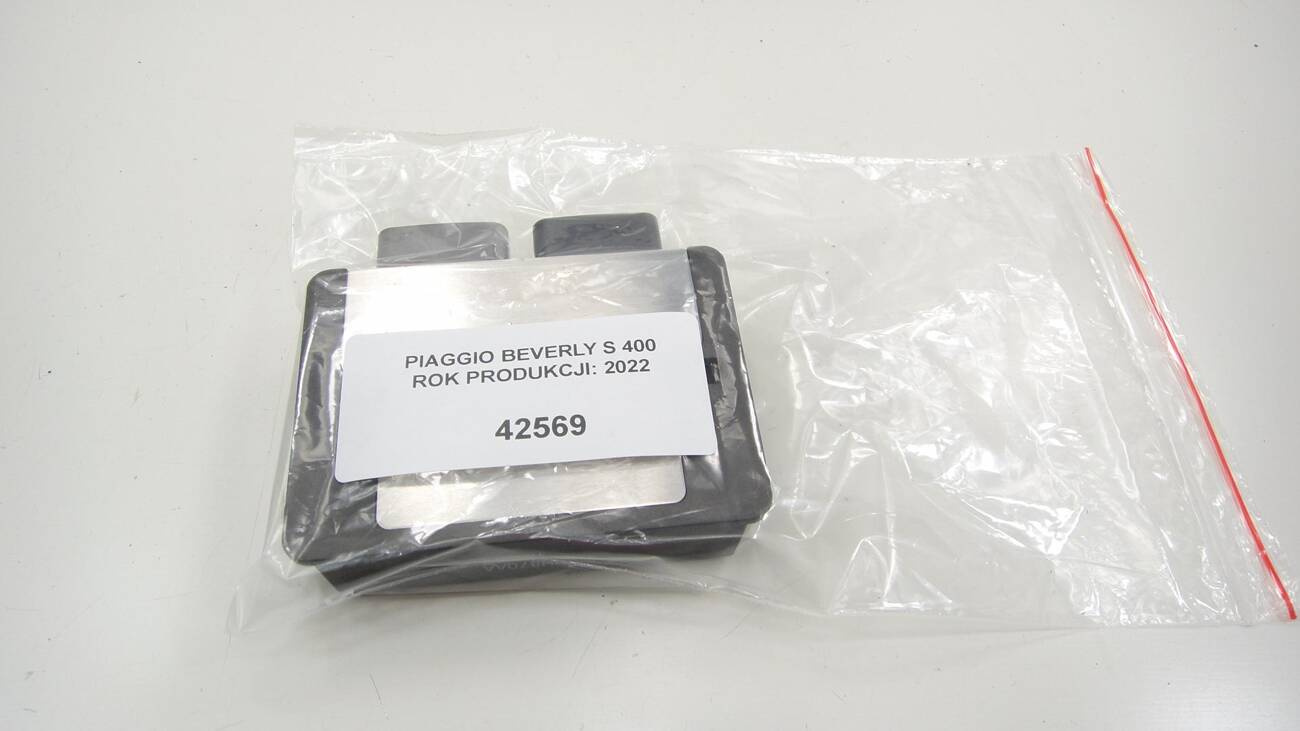 PIAGGIO BEVERLY S 400
ROK PRODUKCJI: 2022
42569